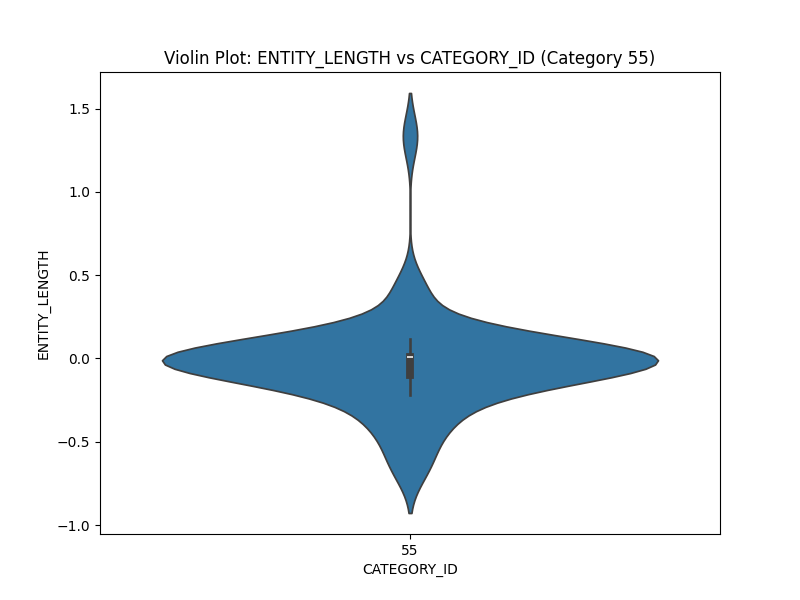 Violin Plot: ENTITY_LENGTH vs CATEGORY_ID (Category 55)
1.5
1.0
0.5
0.0
−0.5
−1.0
ENTITY_LENGTH
55
CATEGORY_ID